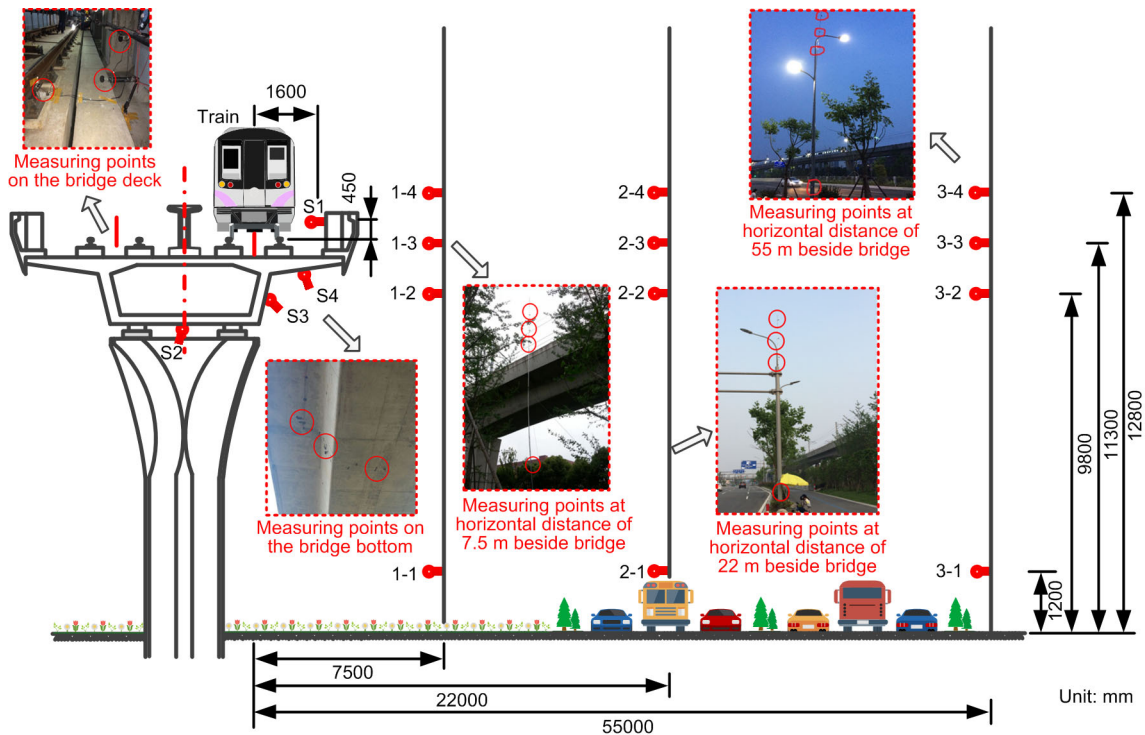 1600
Train
Measuring points
on the bridge deck
450
S1
1-4
2-4
3-4
Measuring points at
horizontal distance of
55 m beside bridge
1-3
2-3
3-3
S4
1-2
2-2
3-2
S3
S2
12800
11300
9800
Measuring points on
the bridge bottom
Measuring points at
horizontal distance of
7.5 m beside bridge
Measuring points at
horizontal distance of
22 m beside bridge
1-1
2-1
3-1
1200
7500
22000
55000
Unit: mm